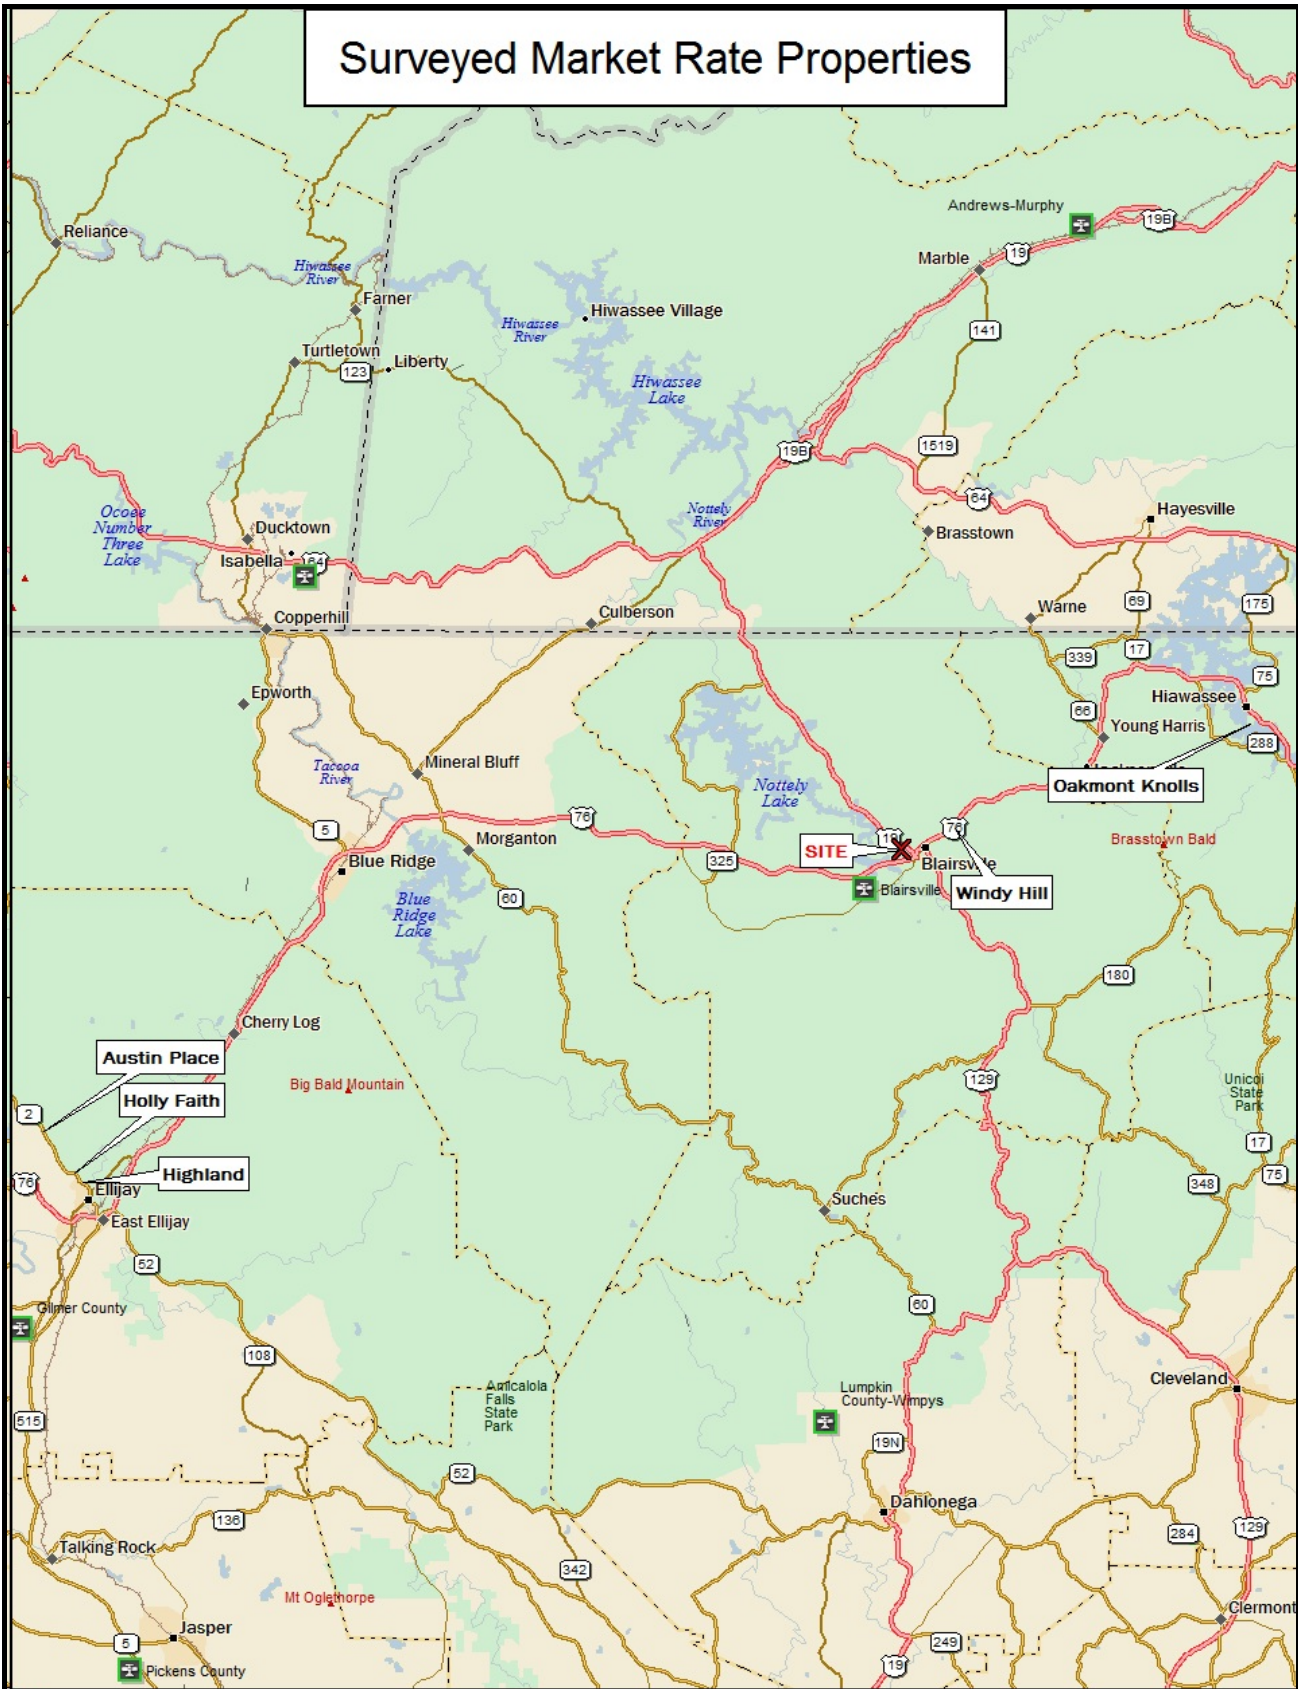 Surveyed Market Rate Properties
Andrews-Murphy
19B
Reliance
Marble
19
Hiwassee
River
Farner
Hiwassee Village
Hiwassee
River
141
Turtletown
Liberty
123
Hiwassee
Lake
1519
19B
64
Hayesville
Ocoee
Number
Three
Lake
Nottely
River
Ducktown
Brasstown
Isabella
64
Copperhill
Culberson
Warne
69
175
339
17
75
Epworth
Hiawassee
66
Young Harris
288
Taccoa
River
Mineral Bluff
Nottely
Lake
Oakmont Knolls
76
5
Morganton
19
76
Brasstown Bald
Blue Ridge
325
SITE
Blairsville
Blairsville
Windy Hill
60
Blue
Ridge
Lake
180
Cherry Log
Austin Place
Big Bald Mountain
129
Unicoi
State
Park
Holly Faith
2
17
Highland
76
75
348
Ellijay
Suches
East Ellijay
52
Gilmer County
60
108
Cleveland
Amicalola
Falls
State
Park
Lumpkin
County-Wimpys
515
19N
52
Dahlonega
136
284
129
Talking Rock
342
Mt Oglethorpe
Clermont
Jasper
5
249
Pickens County
19